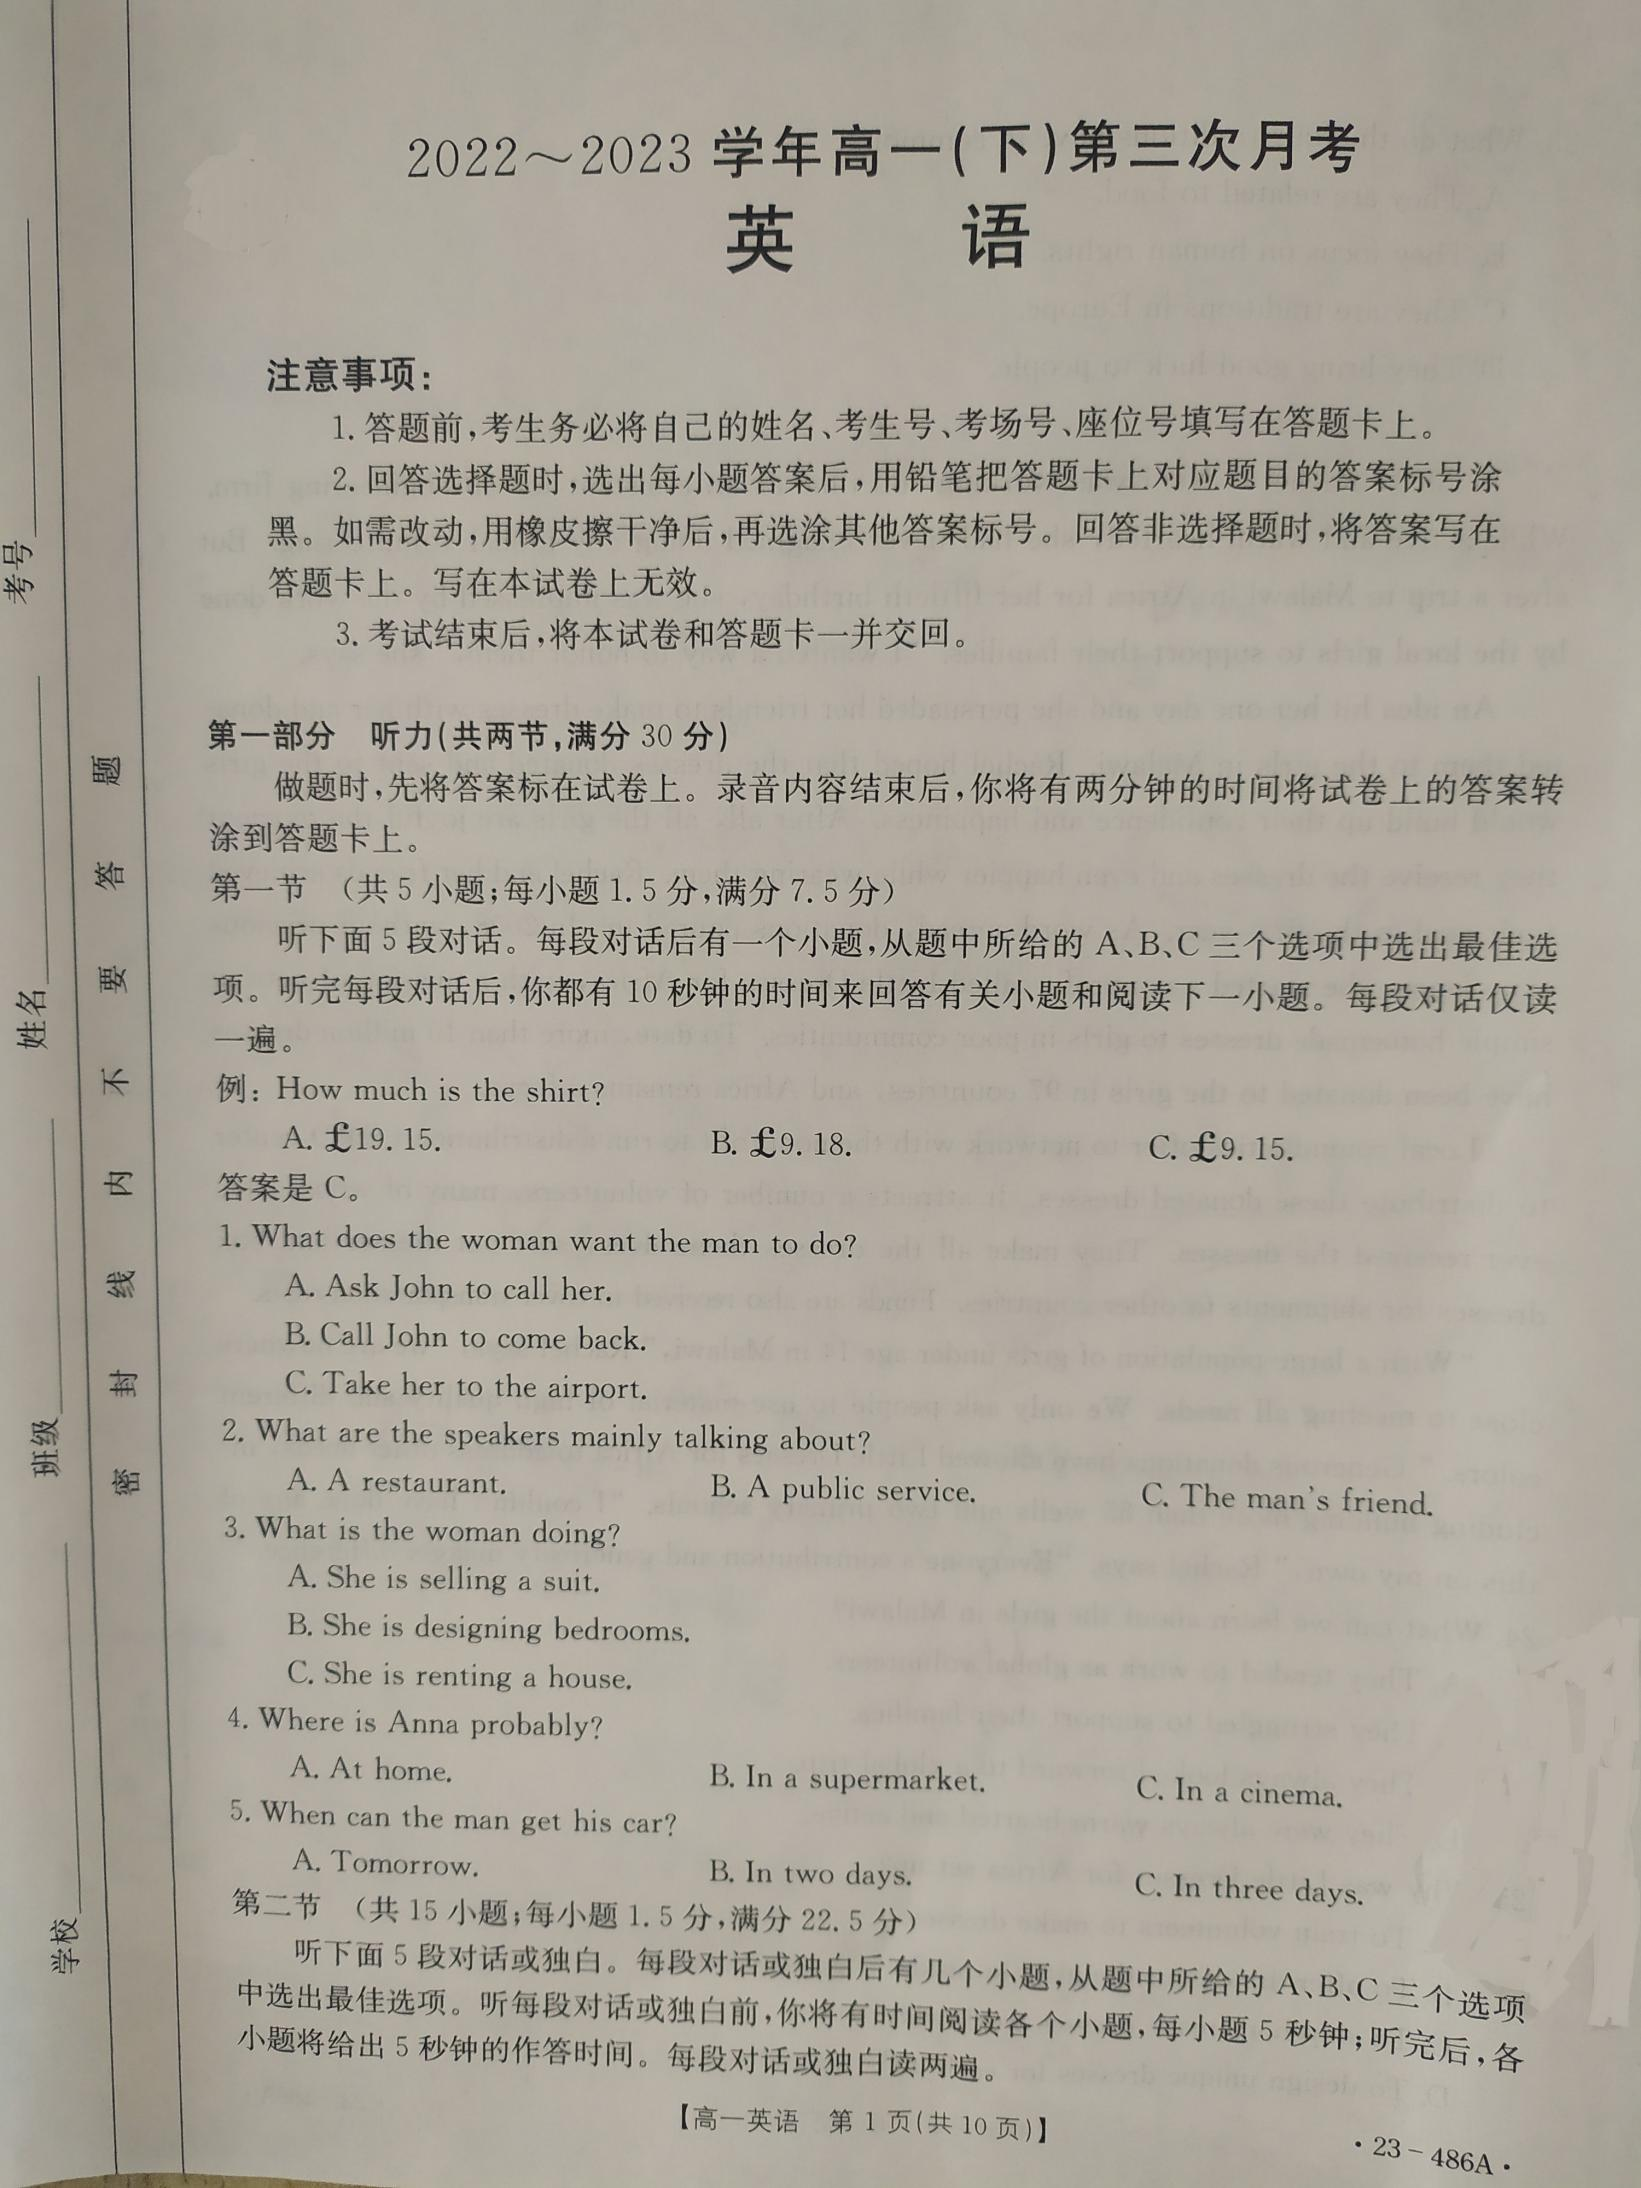 2022～2023 学年高一(下)第三次月考
英 语
注意事项:
1. 答题前,考生务必将自己的姓名、考生号、考场号、座位号填写在答题卡上。
2. 回答选择题时,选出每小题答案后,用铅笔把答题卡上对应题目的答案标号涂
黑。如需改动,用橡皮擦干净后,再选涂其他答案标号。回答非选择题时,将答案写在
答题卡上。写在本试卷上无效。
3. 考试结束后,将本试卷和答题卡一并交回。
第一部分 听力(共两节,满分 30 分)
做题时,先将答案标在试卷上。录音内容结束后,你将有两分钟的时间将试卷上的答案转
涂到答题卡上。
第一节 (共 5 小题;每小题 1.5 分,满分 7.5 分)
听下面 5 段对话。每段对话后有一个小题,从题中所给的 A、B、C 三个选项中选出最佳选
项。听完每段对话后,你都有 10 秒钟的时间来回答有关小题和阅读下一小题。每段对话仅读
一遍。
例: How much is the shirt?
A. £19.15. B. £9.18. C. £9.15.
答案是 C。
1. What does the woman want the man to do?
A. Ask John to call her.
B. Call John to come back.
C. Take her to the airport.
2. What are the speakers mainly talking about?
A. A restaurant. B. A public service. C. The man's friend.
3. What is the woman doing?
A. She is selling a suit.
B. She is designing bedrooms.
C. She is renting a house.
4. Where is Anna probably?
A. At home. B. In a supermarket. C. In a cinema.
5. When can the man get his car?
A. Tomorrow. B. In two days. C. In three days.
第二节 (共 15 小题;每小题 1.5 分,满分 22.5 分)
听下面 5 段对话或独白。每段对话或独白后有几个小题,从题中所给的 A、B、C 三个选项
中选出最佳选项。听每段对话或独白前,你将有时间阅读各个小题,每小题 5 秒钟;听完后,各
小题将给出 5 秒钟的作答时间。每段对话或独白读两遍。
【高一英语 第 1 页(共 10 页)】
·23-486A·
学校 班级 姓名 考号
密 封 线 内 不 要 答 题